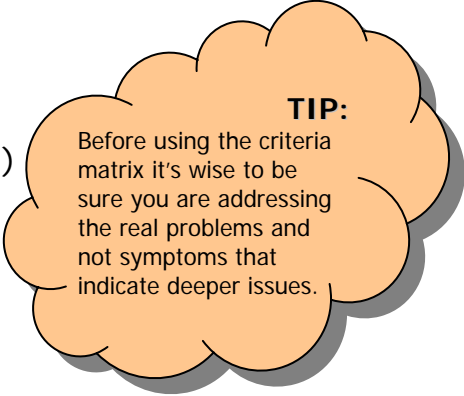 TIP:
Before using the criteria
)
matrix it's wise to be
sure you are addressing
the real problems and
not symptoms that
indicate deeper issues.